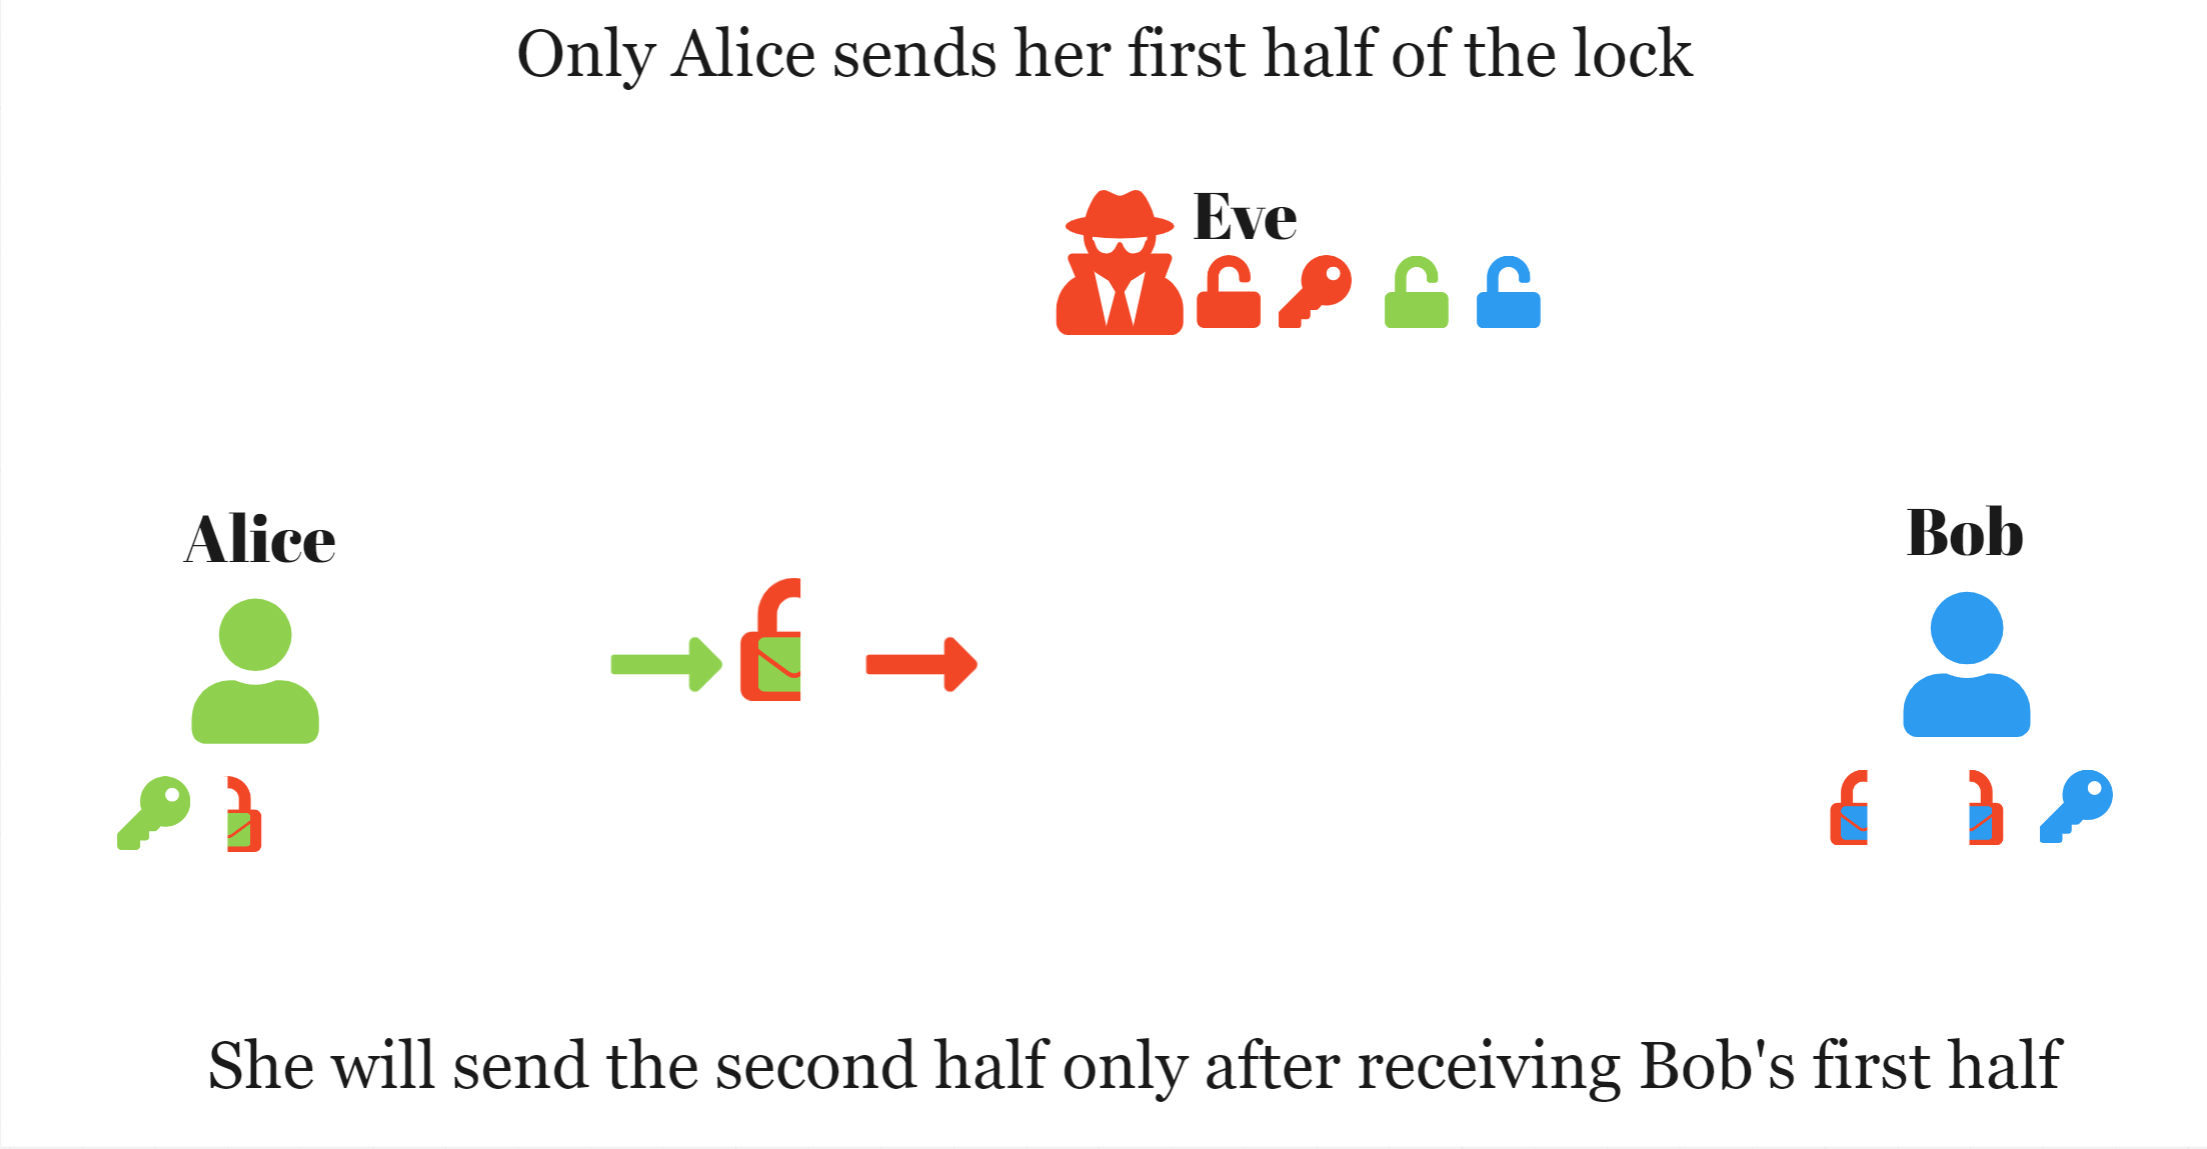 Only Alice sends her first half of the lock
Eve
Alice
Bob
She will send the second half only after receiving Bob's first half